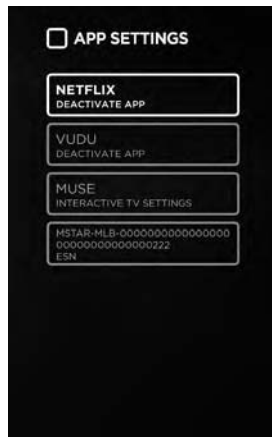 APP SETTINGS
NETFLIX
DEACTIVATE APP
VUDU
DEACTIVATE APP
MUSE
INTERACTIVE TV SETTINGS
MSTAR-MLB-0000000000000000
00000000000000222
ESN